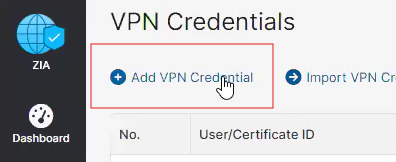 VPN Credentials
ZIA
Add VPN Credential
Import VPN
Dashboard
No.
User/Certificate ID